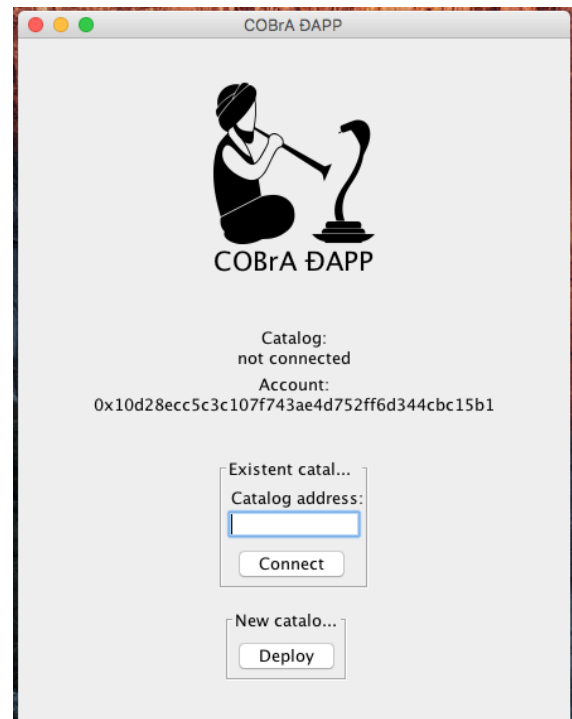 COBrA ĐAPP
COBrA ĐAPP
Catalog:
not connected
Account:
0x10d28ecc5c3c107f743ae4d752ff6d344cbc15b1
Existent catal...
Catalog address:
Connect
New catalo...
Deploy